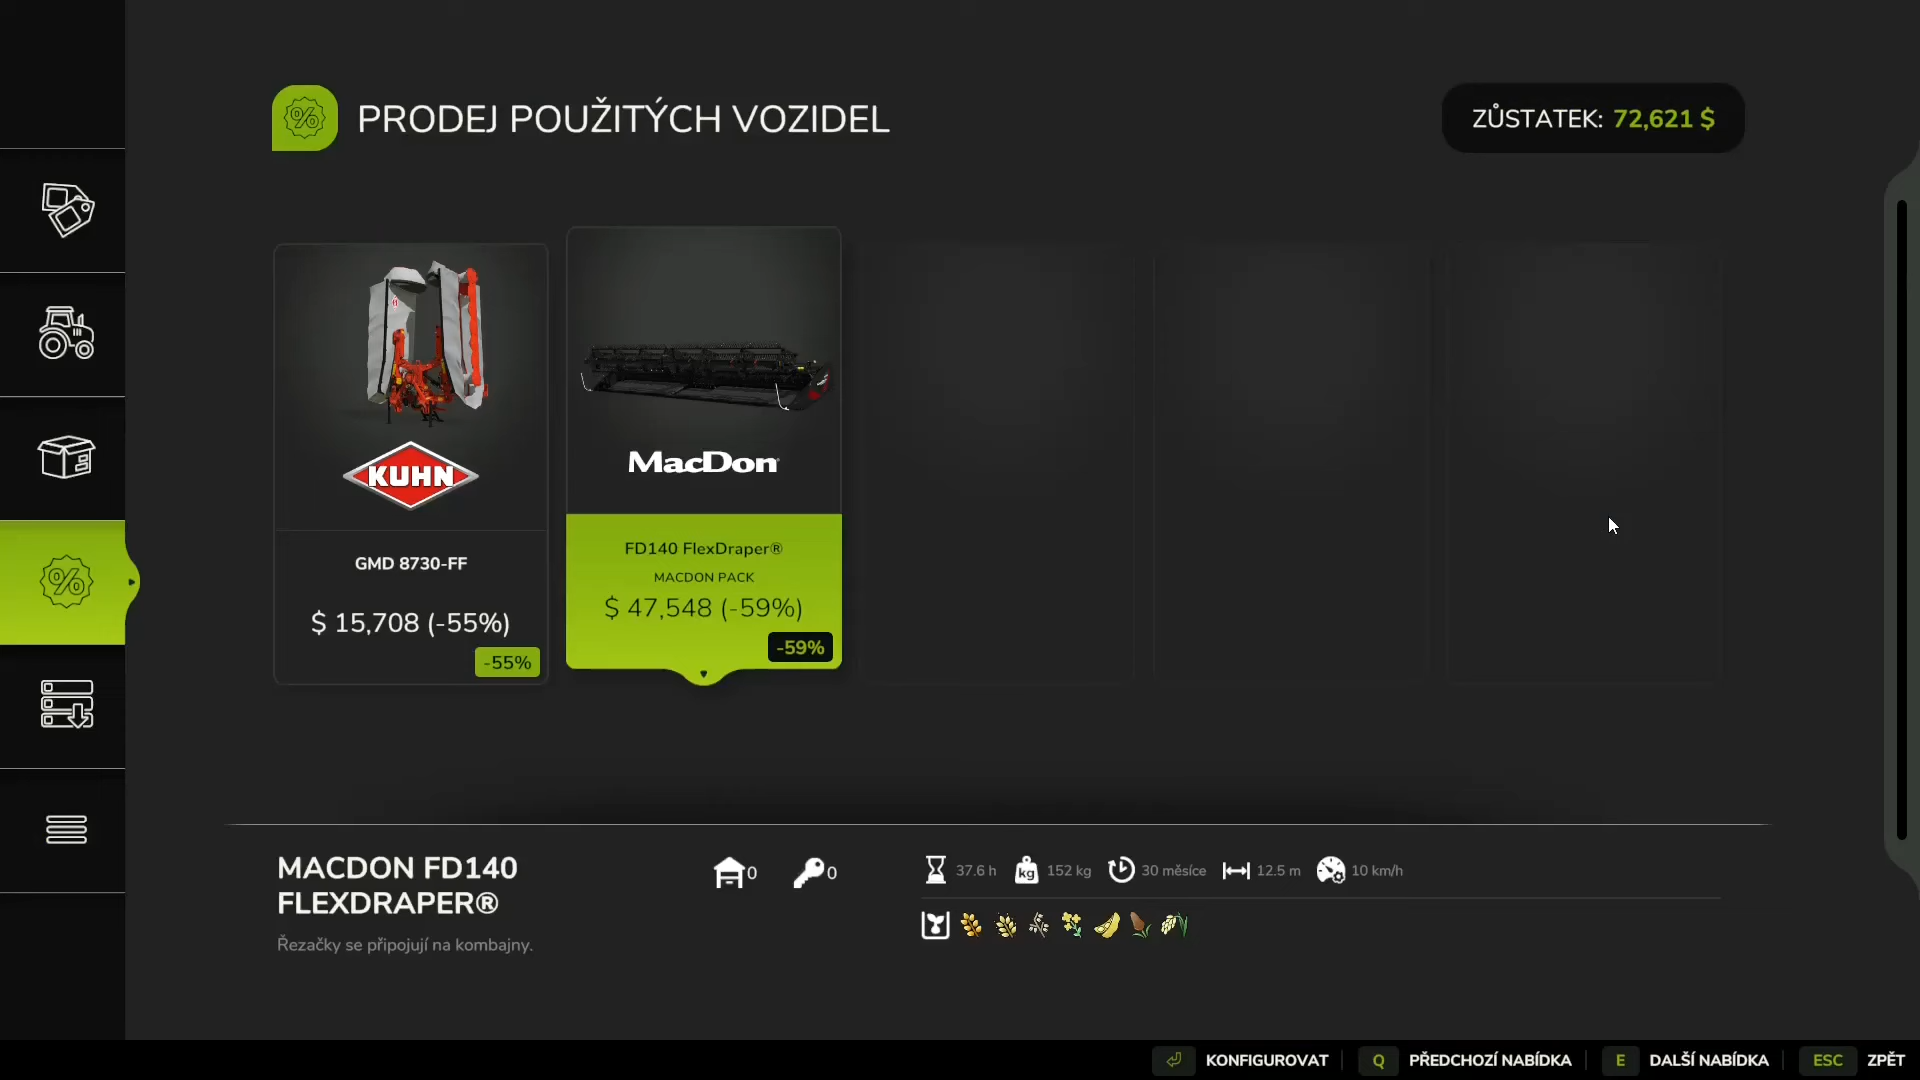 PRODEJ POUŽITÝCH VOZIDEL
ZŮSTATEK: 72,621 $
KUHN
GMD 8730-FF
$ 15,708 (-55%)
-55%
MacDon
FD140 FlexDraper®
MACDON PACK
$ 47,548 (-59%)
-59%
MACDON FD140
FLEXDRAPER®
Řezačky se připojují na kombajny.
0
0
37.6 h
kg 152 kg
30 měsíce
12.5 m
10 km/h
KONFIGUROVAT
Q PŘEDCHOZÍ NABÍDKA
E DALŠÍ NABÍDKA
ESC ZPĚT